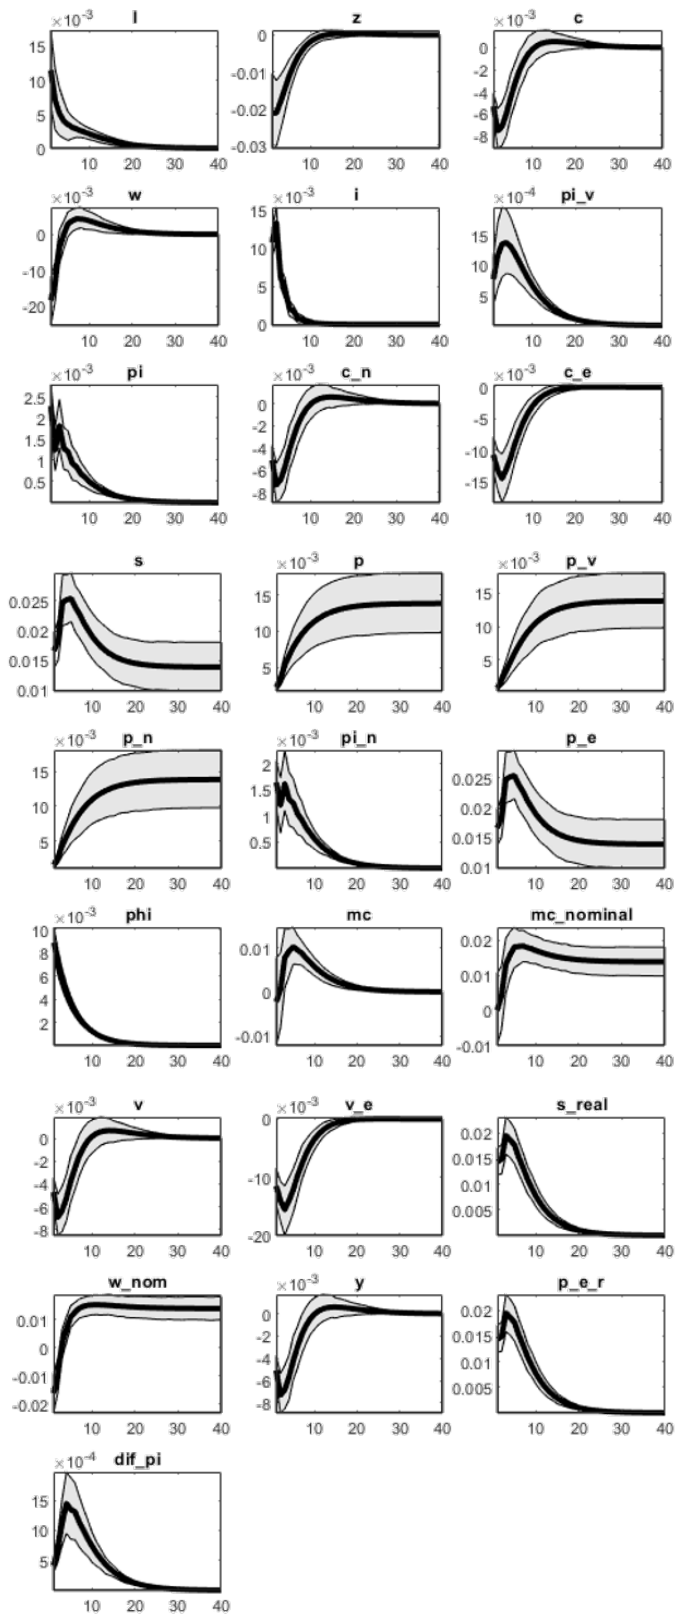 l z c
×10^-3 ×10^-3
15 0 0
10 -0.01 -2
5 -0.02 -4
0 -0.03 -6
-8
10 20 30 40 10 20 30 40 10 20 30 40
w i pi_v
×10^-3 ×10^-3 ×10^-4
0 15 15
-10 10 10
-20 5 5
0
10 20 30 40 10 20 30 40 10 20 30 40
pi c_n c_e
×10^-3 ×10^-3 ×10^-3
2.5 0 0
2 -2 -5
1.5 -4 -10
1 -6 -15
0.5 -8
10 20 30 40 10 20 30 40 10 20 30 40
s p p_v
×10^-3 ×10^-3
0.025 15 15
0.02 10 10
0.015 5 5
0.01
10 20 30 40 10 20 30 40 10 20 30 40
p_n pi_n p_e
×10^-3 ×10^-3
15 2 0.025
10 1.5 0.02
5 1 0.015
0.5 0.01
10 20 30 40 10 20 30 40 10 20 30 40
phi mc mc_nominal
×10^-3
10 0.01 0.02
8 0 0.01
6 -0.01 0
4 -0.01
2
10 20 30 40 10 20 30 40 10 20 30 40
v v_e s_real
×10^-3 ×10^-3
0 0 0.02
-2 -10 0.015
-4 -20 0.01
-6 0.005
-8
10 20 30 40 10 20 30 40 10 20 30 40
w_nom y p_e_r
×10^-3
0.01 0 0.02
0 -2 0.015
-0.01 -4 0.01
-0.02 -6 0.005
-8
10 20 30 40 10 20 30 40 10 20 30 40
dif_pi
×10^-4
15
10
5
10 20 30 40